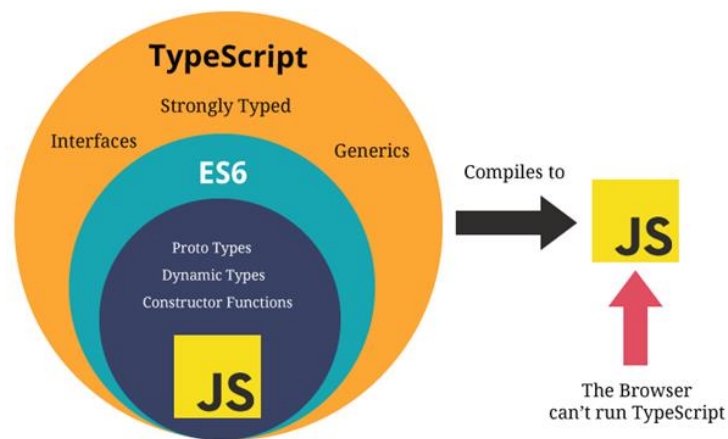 TypeScript
Strongly Typed
Interfaces
Generics
ES6
Proto Types
Dynamic Types
Constructor Functions
JS
Compiles to
JS
The Browser
can't run TypeScript